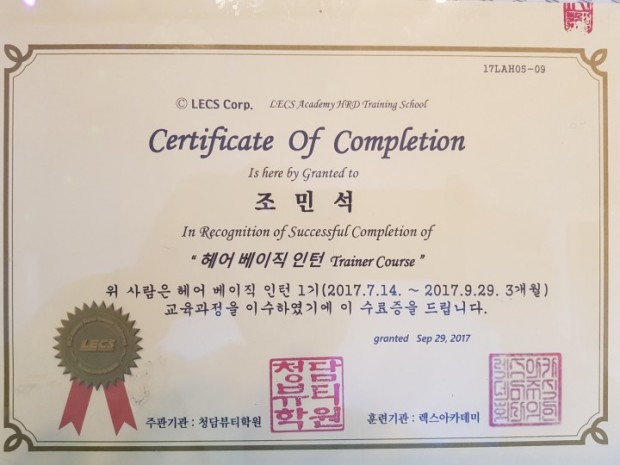 17LAH05-09
© LECS Corp. LECS Academy HRD Training School
Certificate Of Completion
Is here by Granted to
조 민 석
In Recognition of Successful Completion of
“ 헤어 베이직 인턴 Trainer Course ”
위 사람은 헤어 베이직 인턴 1기(2017.7.14. ~ 2017.9.29. 3개월)
교육과정을 이수하였기에 이 수료증을 드립니다.
granted Sep 29, 2017
LECS
청담
뷰티
학원
주관기관 : 청담뷰티학원
훈련기관 : 렉스아카데미